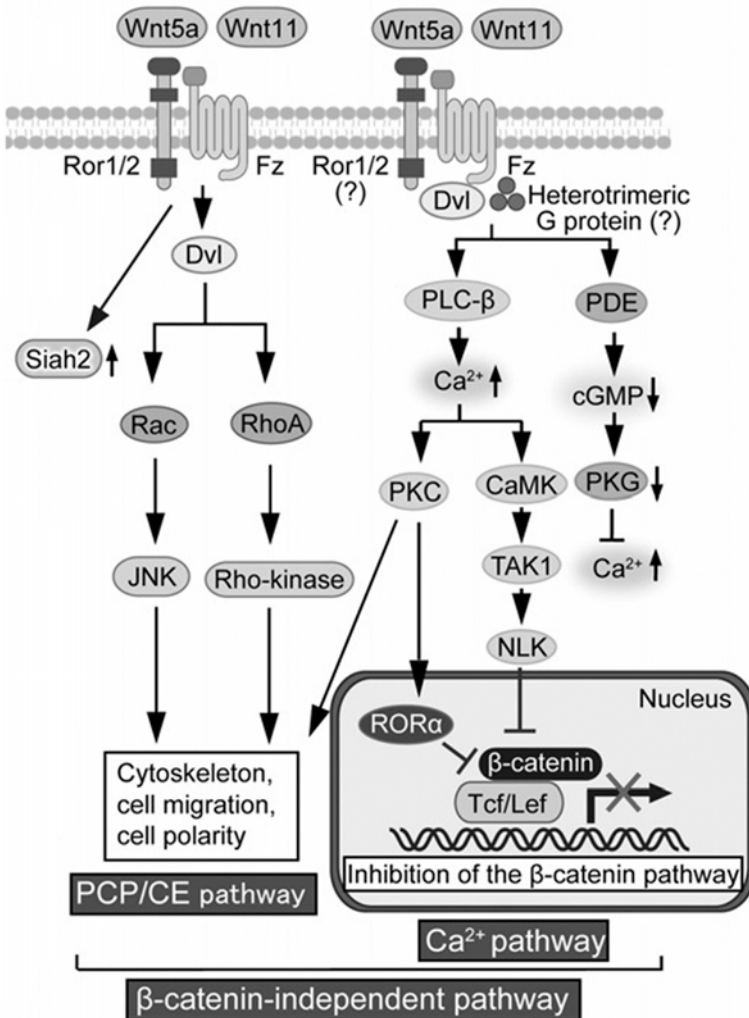 Wnt5a Wnt11 Wnt5a Wnt11
Ror1/2 Fz Ror1/2 Fz
(?)
Dvl
Heterotrimeric
G protein (?)
Dvl
PLC-β PDE
Siah2
Ca²⁺ cGMP
Rac RhoA
PKC CaMK PKG
JNK Rho-kinase
TAK1 Ca²⁺
NLK
Nucleus
RORα
β-catenin
Tcf/Lef
Cytoskeleton,
cell migration,
cell polarity
Inhibition of the β-catenin pathway
PCP/CE pathway
Ca²⁺ pathway
β-catenin-independent pathway